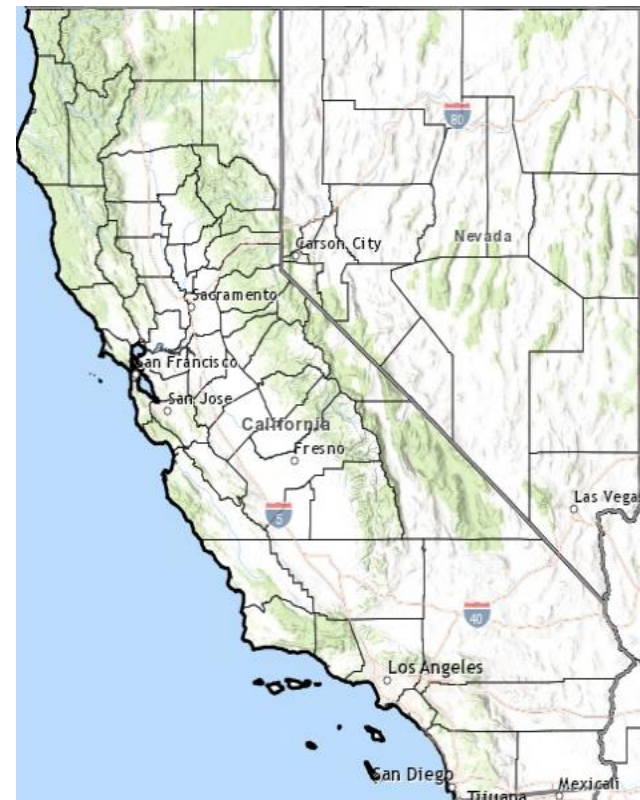 80
Carson City
Nevada
Sacramento
San Francisco
San Jose
California
Fresno
Las Vega
5
40
Los Angeles
San Diego
Mexicali
Tijuana